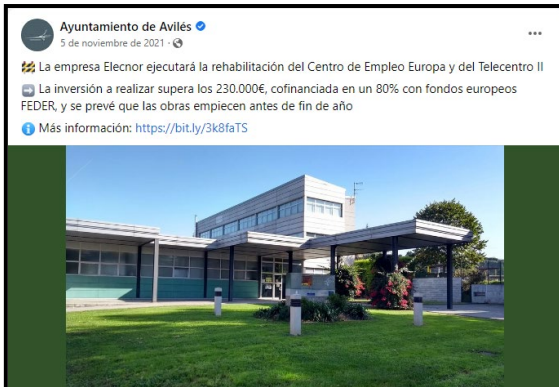 Ayuntamiento de Avilés
5 de noviembre de 2021 ·
🚧 La empresa Elecnor ejecutará la rehabilitación del Centro de Empleo Europa y del Telecentro II
➡️ La inversión a realizar supera los 230.000€, cofinanciada en un 80% con fondos europeos
FEDER, y se prevé que las obras empiecen antes de fin de año
ℹ️ Más información: https://bit.ly/3k8faTS